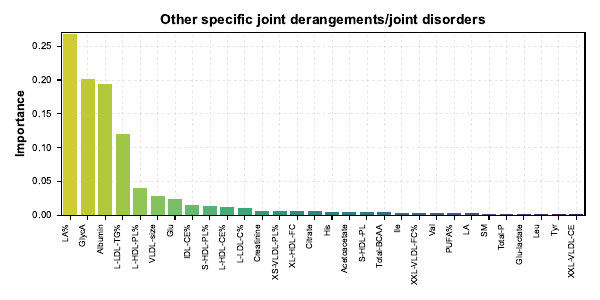 Other specific joint derangements/joint disorders
Importance
0.25
0.20
0.15
0.10
0.05
0.00
LA%
GlycA
Albumin
L-LDL-TG%
L-HDL-PL%
VLDL-size
Glu
IDL-CE%
S-HDL-PL%
L-HDL-CE%
L-LDL-C%
Creatinine
XS-VLDL-PL%
XL-HDL-FC
Citrate
His
Acetoacetate
S-HDL-PL
Total-BCAA
Ile
XXL-VLDL-FC%
Val
PUFA%
LA
SM
Total-P
Glu-lactate
Leu
Tyr
XXL-VLDL-CE